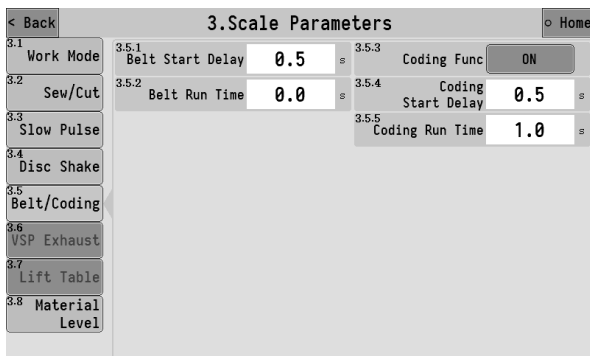 < Back
3.Scale Parameters
○ Home
3.1
Work Mode
3.2
Sew/Cut
3.3
Slow Pulse
3.4
Disc Shake
3.5
Belt/Coding
3.6
VSP Exhaust
3.7
Lift Table
3.8
Material
Level
3.5.1
Belt Start Delay 0.5 s
3.5.2
Belt Run Time 0.0 s
3.5.3
Coding Func ON
3.5.4
Coding
Start Delay 0.5 s
3.5.5
Coding Run Time 1.0 s